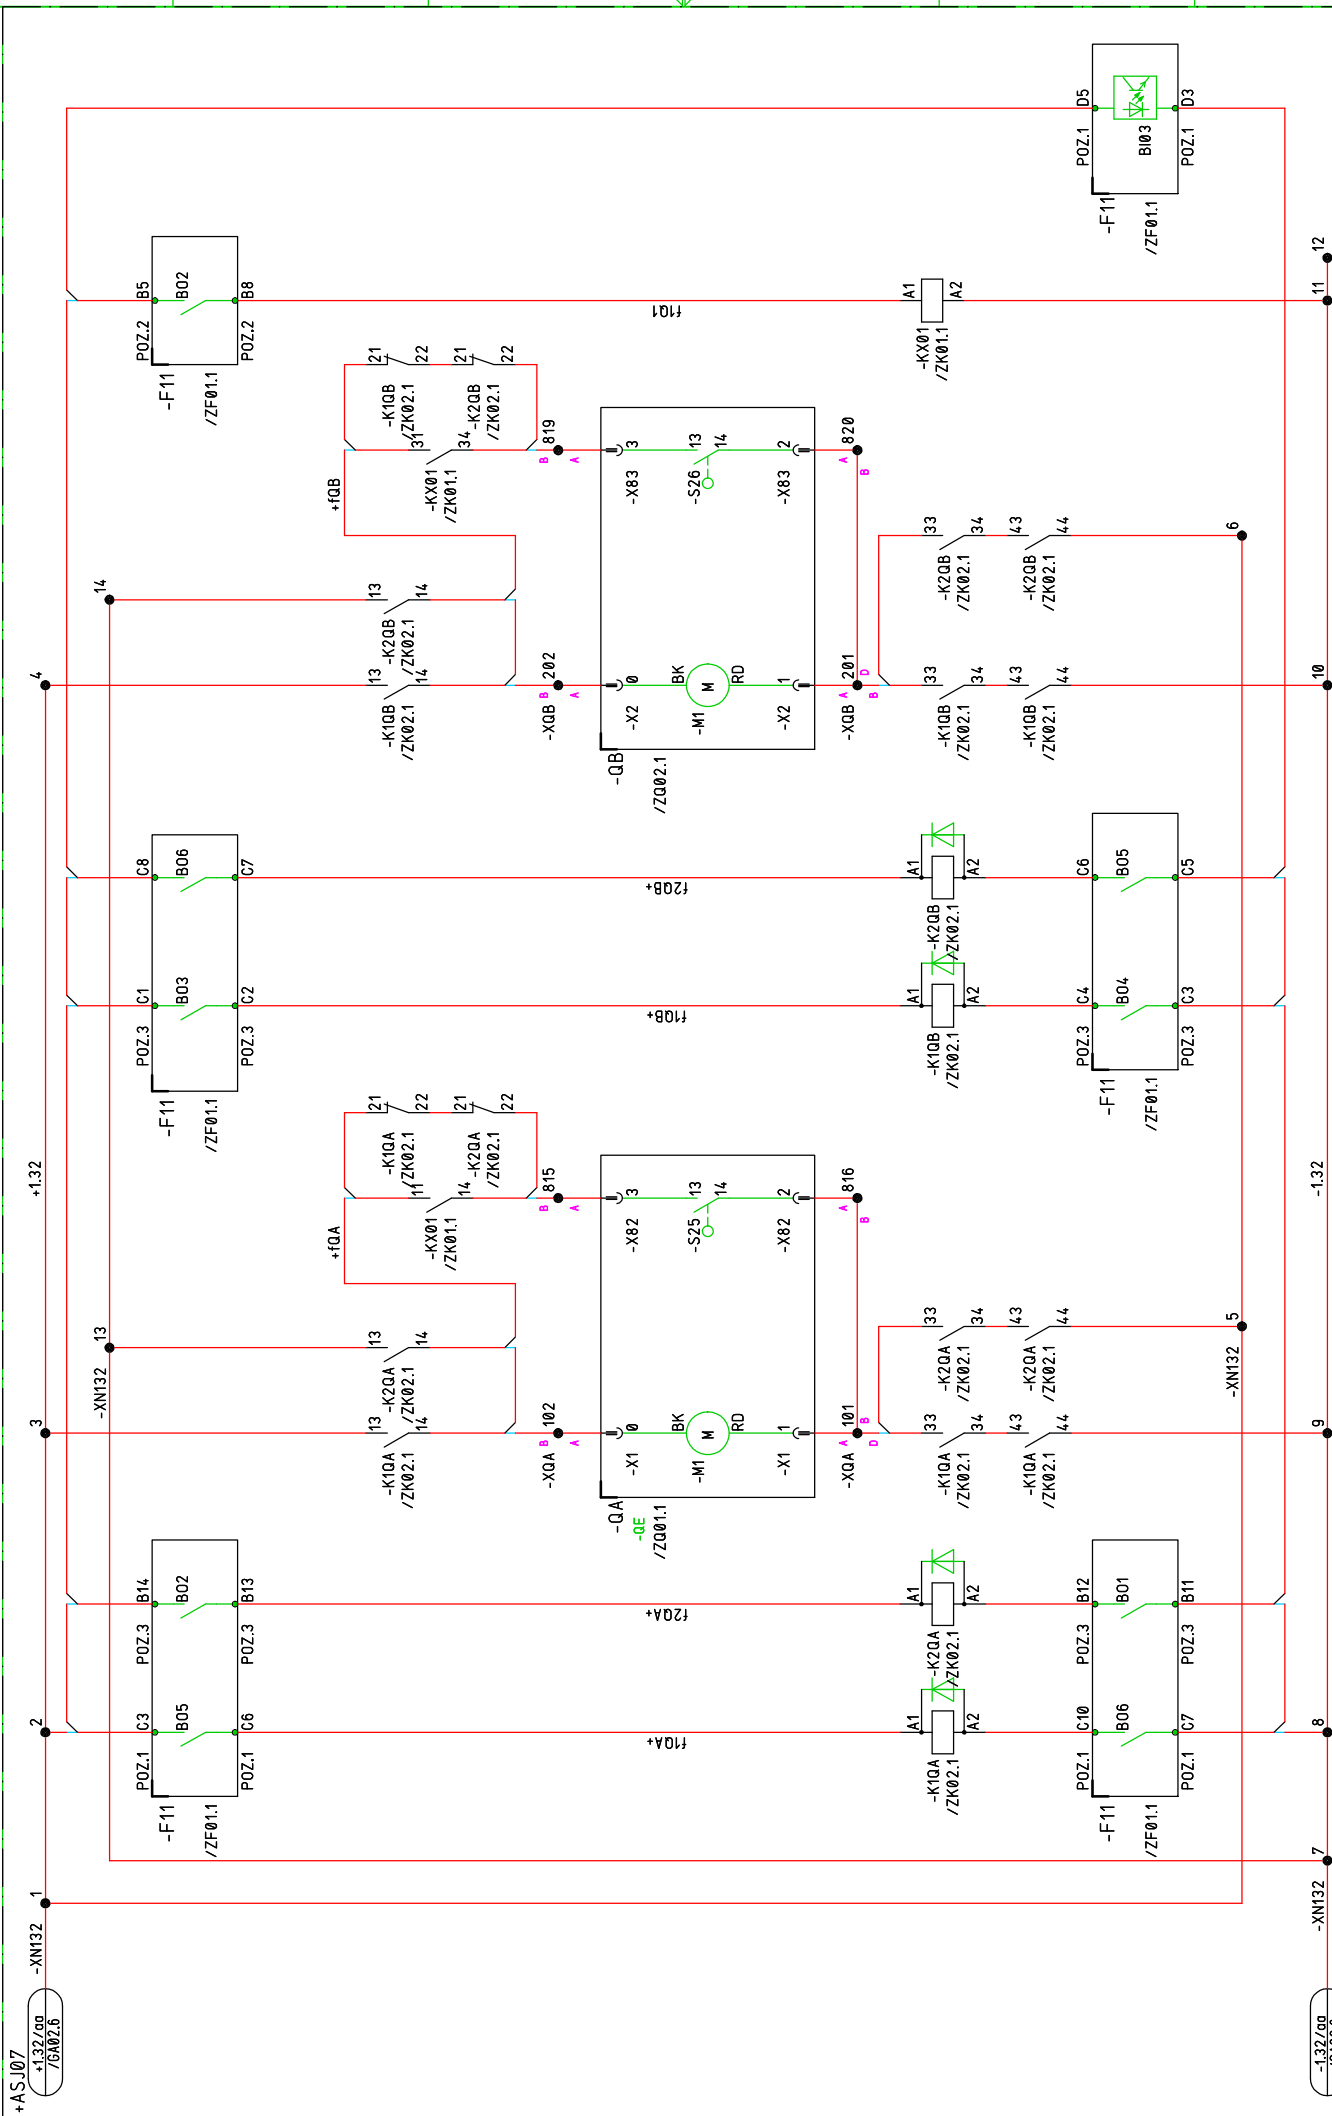 +ASJ07
+1.32/aa
/GA02.6
-XN132
1
2
3
+1.32
4
-XN132
13
14
-F11
/ZF01.1
POZ.1
C3
BO5
POZ.1
C6
POZ.3
B14
BO2
POZ.3
B13
-F11
/ZF01.1
POZ.3
C1
BO3
POZ.3
C2
C8
BO6
C7
-F11
/ZF01.1
POZ.2
B5
BO2
POZ.2
B8
f1QA+
f2QA+
f1QB+
f2QB+
f1Q1
-K1QA
/ZK02.1
13
14
-K2QA
/ZK02.1
13
14
+fQA
-KX01
/ZK01.1
11
14
-K1QA
/ZK02.1
21
22
-K2QA
/ZK02.1
21
22
-XQA
B
102
A
B
815
A
-QA
-QE
/ZQ01.1
-X1
0
BK
M
-M1
RD
-X1
1
-X82
3
-S25
13
14
-X82
2
-XQA
A
101
D
B
A
816
B
-K1QA
/ZK02.1
33
34
-K1QA
/ZK02.1
43
44
-K2QA
/ZK02.1
33
34
-K2QA
/ZK02.1
43
44
-K1QB
/ZK02.1
13
14
-K2QB
/ZK02.1
13
14
+fQB
-KX01
/ZK01.1
31
34
-K1QB
/ZK02.1
21
22
-K2QB
/ZK02.1
21
22
-XQB
B
202
A
B
819
A
-QB
/ZQ02.1
-X2
0
BK
M
-M1
RD
-X2
1
-X83
3
-S26
13
14
-X83
2
-XQB
A
201
B
D
A
820
B
-K1QB
/ZK02.1
33
34
-K1QB
/ZK02.1
43
44
-K2QB
/ZK02.1
33
34
-K2QB
/ZK02.1
43
44
-K1QA
/ZK02.1
A1
A2
-K2QA
/ZK02.1
A1
A2
-K1QB
/ZK02.1
A1
A2
-K2QB
/ZK02.1
A1
A2
-KX01
/ZK01.1
A1
A2
-F11
/ZF01.1
POZ.1
C10
BO6
POZ.1
C7
POZ.3
B12
BO1
POZ.3
B11
-F11
/ZF01.1
POZ.3
C4
BO4
POZ.3
C3
C6
BO5
C5
-F11
/ZF01.1
POZ.1
D5
BI03
POZ.1
D3
-XN132
5
6
-1.32/aa
-XN132
7
8
9
-1.32
10
11
12